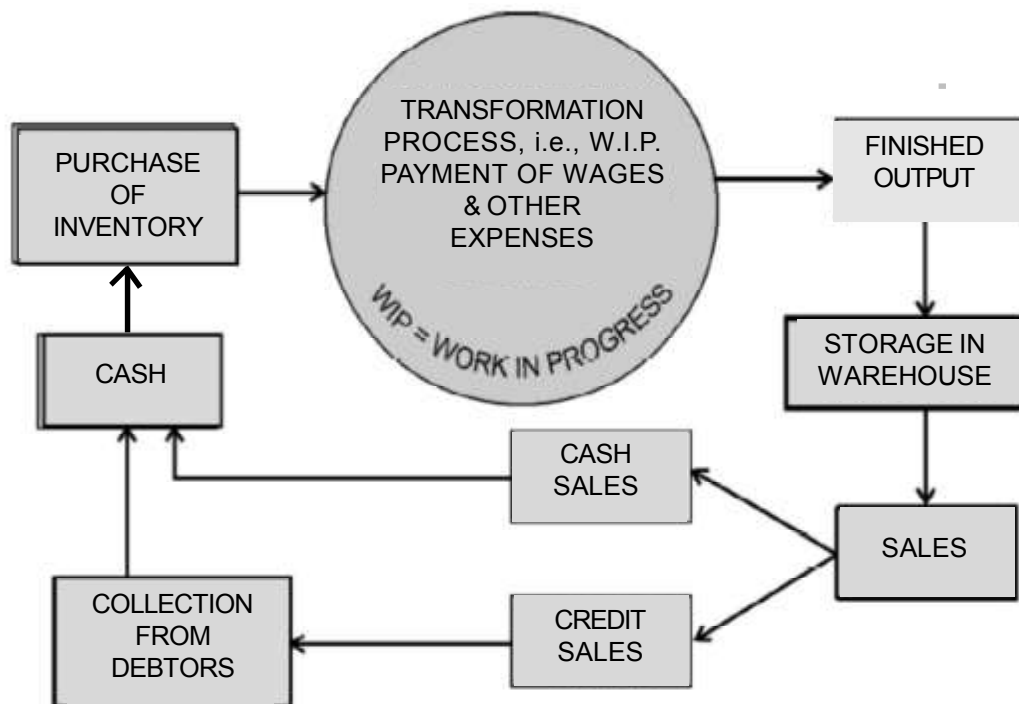 PURCHASE
OF
INVENTORY
TRANSFORMATION
PROCESS, i.e., W.I.P.
PAYMENT OF WAGES
& OTHER
EXPENSES
WIP = WORK IN PROGRESS
FINISHED
OUTPUT
CASH
STORAGE IN
WAREHOUSE
CASH
SALES
SALES
COLLECTION
FROM
DEBTORS
CREDIT
SALES